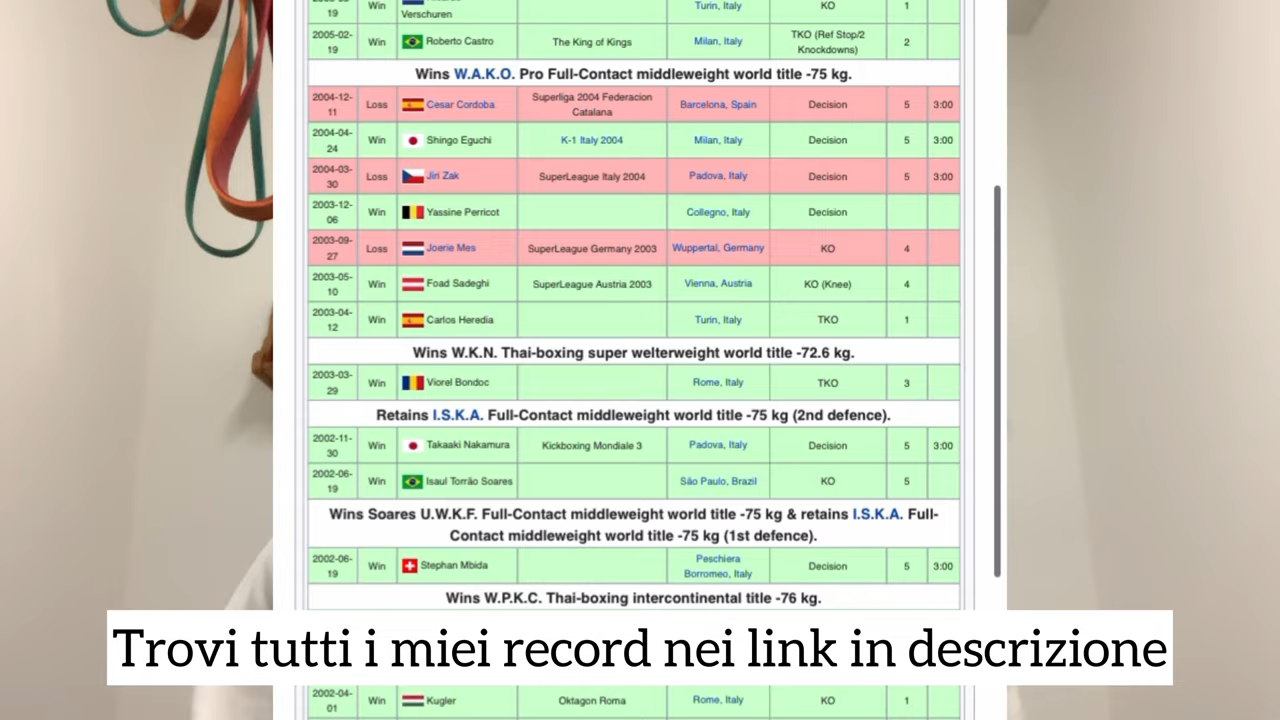 19 Win Verschuren Turin, Italy KO 1
2005-02-19 Win Roberto Castro The King of Kings Milan, Italy TKO (Ref Stop/2 Knockdowns) 2
Wins W.A.K.O. Pro Full-Contact middleweight world title -75 kg.
2004-12-11 Loss Cesar Cordoba Superliga 2004 Federacion Catalana Barcelona, Spain Decision 5 3:00
2004-04-24 Win Shingo Eguchi K-1 Italy 2004 Milan, Italy Decision 5 3:00
2004-03-30 Loss Jiri Zak SuperLeague Italy 2004 Padova, Italy Decision 5 3:00
2003-12-06 Win Yassine Perricot Collegno, Italy Decision
2003-09-27 Loss Joerie Mes SuperLeague Germany 2003 Wuppertal, Germany KO 4
2003-05-10 Win Foad Sadeghi SuperLeague Austria 2003 Vienna, Austria KO (Knee) 4
2003-04-12 Win Carlos Heredia Turin, Italy TKO 1
Wins W.K.N. Thai-boxing super welterweight world title -72.6 kg.
2003-03-29 Win Viorel Bondoc Rome, Italy TKO 3
Retains I.S.K.A. Full-Contact middleweight world title -75 kg (2nd defence).
2002-11-30 Win Takaaki Nakamura Kickboxing Mondiale 3 Padova, Italy Decision 5 3:00
2002-06-19 Win Isaul Torrão Soares São Paulo, Brazil KO 5
Wins Soares U.W.K.F. Full-Contact middleweight world title -75 kg & retains I.S.K.A. Full-
Contact middleweight world title -75 kg (1st defence).
2002-06-19 Win Stephan Mbida Peschiera Borromeo, Italy Decision 5 3:00
Wins W.P.K.C. Thai-boxing intercontinental title -76 kg.
Trovi tutti i miei record nei link in descrizione
2002-04-01 Win Kugler Oktagon Roma Rome, Italy KO 1